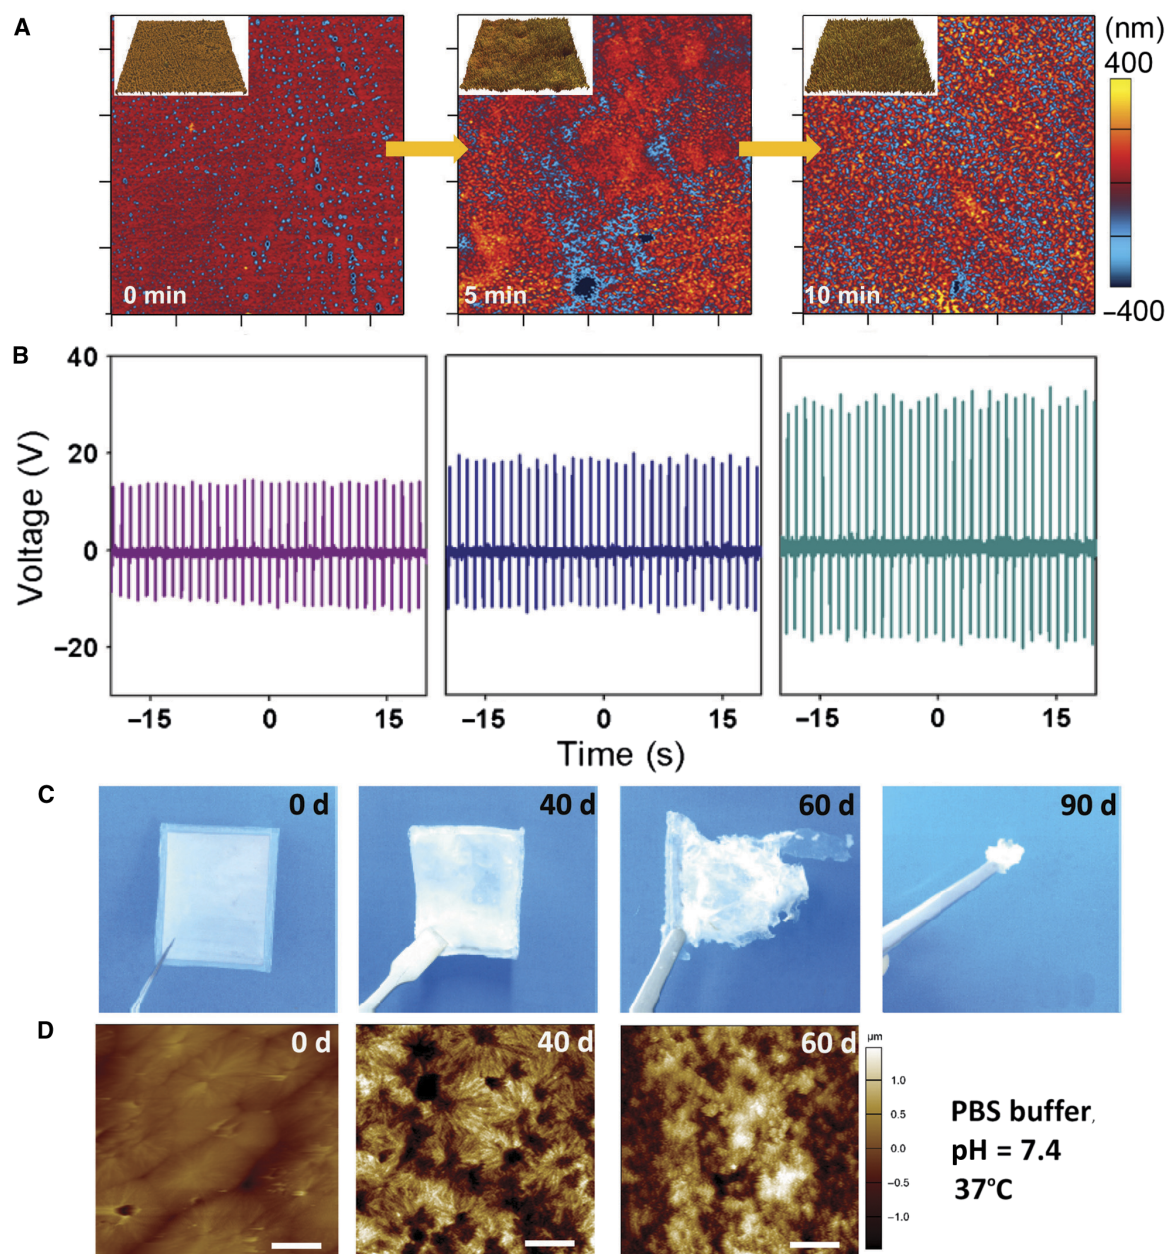 A
(nm)
400
0 min
5 min
10 min
−400
B
40
20
0
−20
Voltage (V)
−15 0 15
−15 0 15
−15 0 15
Time (s)
C
0 d
40 d
60 d
90 d
D
0 d
40 d
60 d
µm
1.0
0.5
0.0
−0.5
−1.0
PBS buffer,
pH = 7.4
37°C